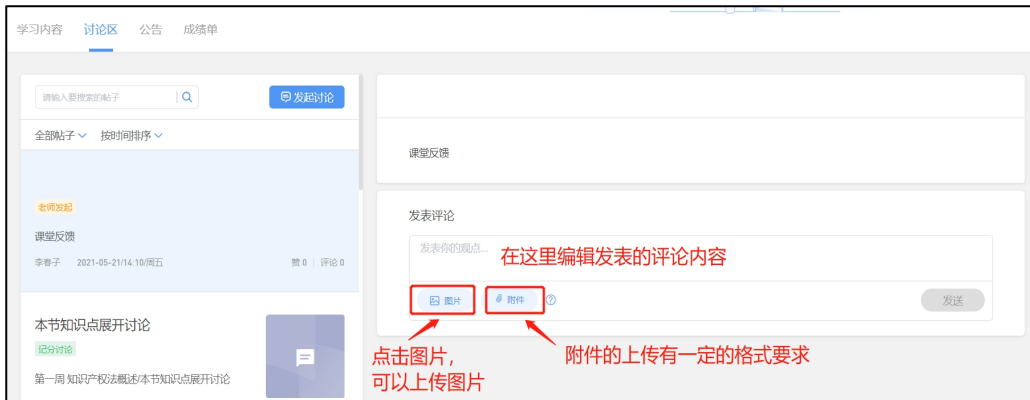 学习内容 讨论区 公告 成绩单
请输入要搜索的帖子
发起讨论
全部帖子 按时间排序
老师发起
课堂反馈
李春子 2021-05-21/14:10/周五 赞 0 评论 0
本节知识点展开讨论
记分讨论
第一周 知识产权法概述/本节知识点展开讨论
课堂反馈
发表评论
发表你的观点...
在这里编辑发表的评论内容
图片 附件 ? 发送
点击图片，
可以上传图片
附件的上传有一定的格式要求